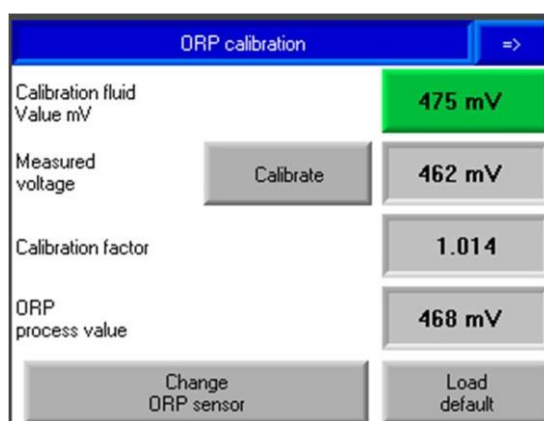 ORP calibration =>
Calibration fluid
Value mV
475 mV
Measured
voltage
Calibrate
462 mV
Calibration factor
1.014
ORP
process value
468 mV
Change
ORP sensor
Load
default